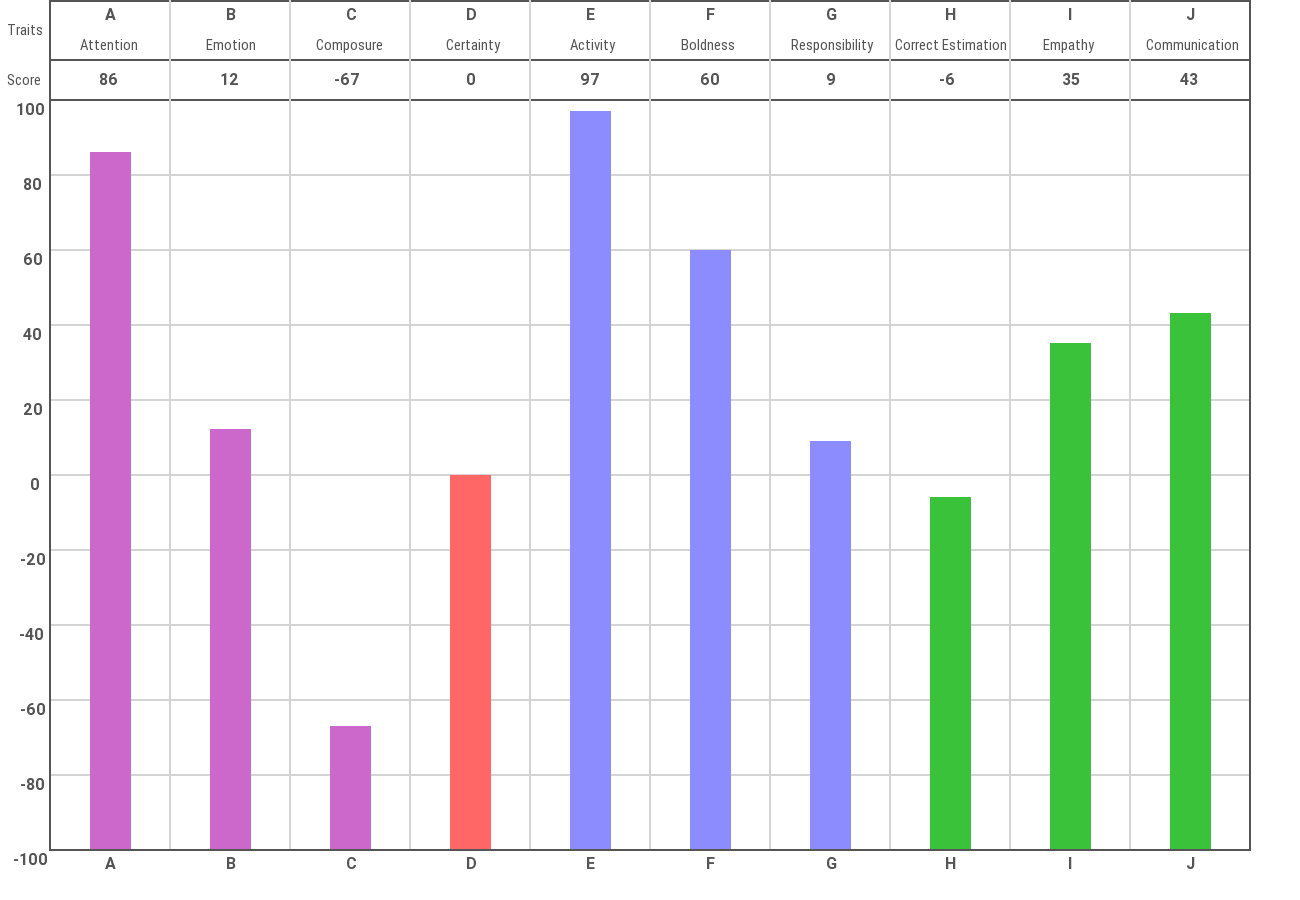 A B C D E F G H I J
Traits
Attention Emotion Composure Certainty Activity Boldness Responsibility Correct Estimation Empathy Communication
Score 86 12 -67 0 97 60 9 -6 35 43
100
80
60
40
20
0
-20
-40
-60
-80
-100
A B C D E F G H I J